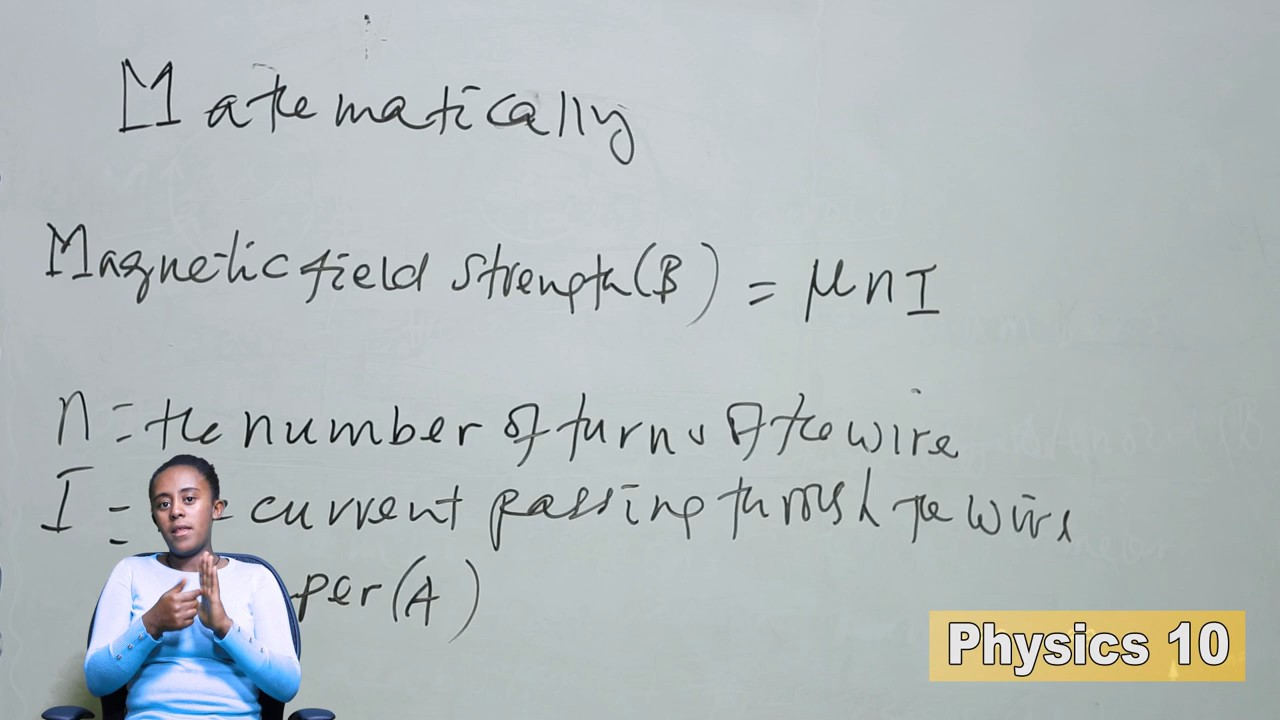 Mathematically
Magnetic field strength (B) = μnI
n = the number of turns of the wire
I = current passing through the wire
per (A)
Physics 10